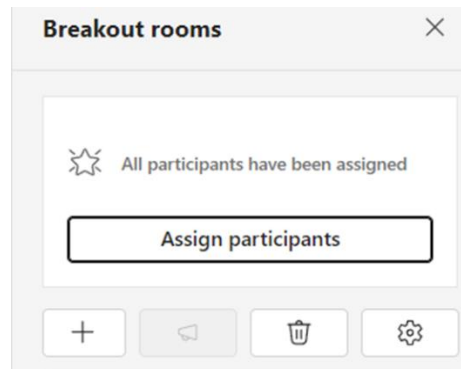 Breakout rooms
All participants have been assigned
Assign participants